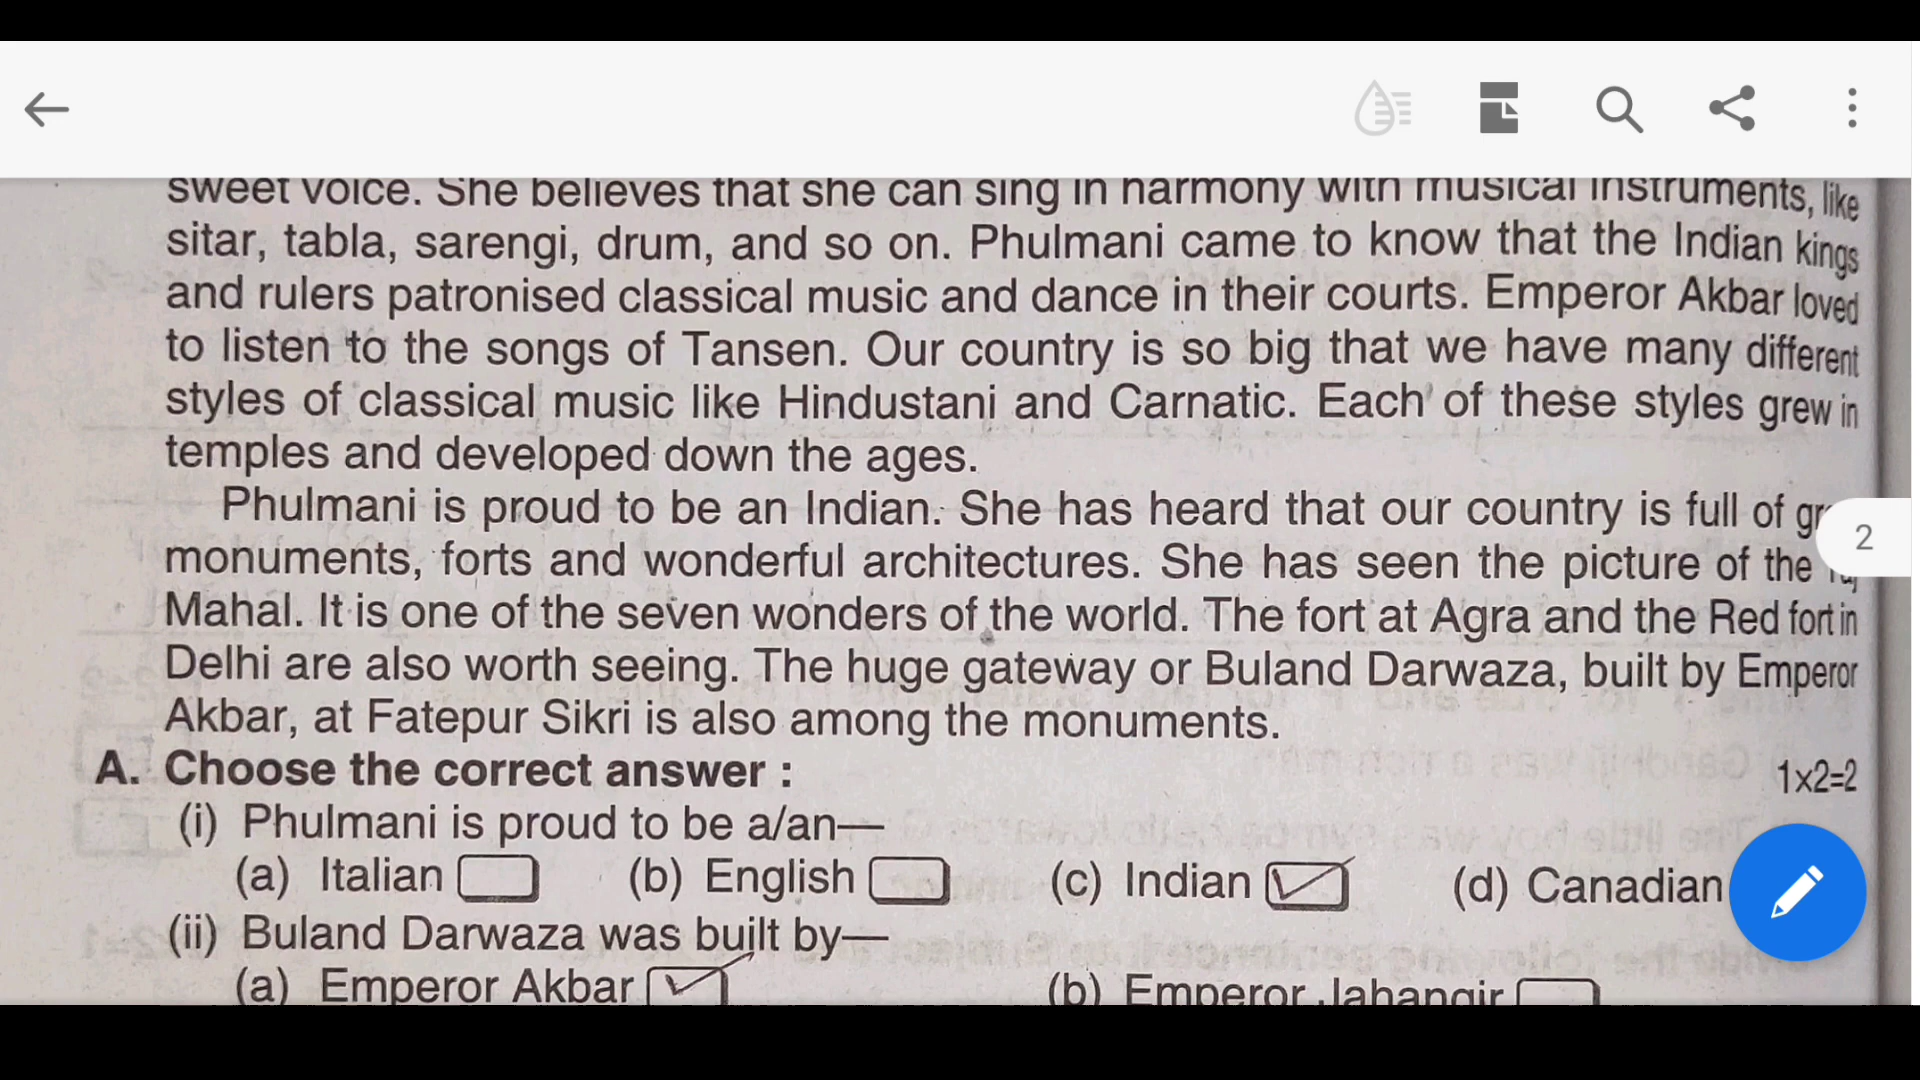 sweet voice. She believes that she can sing in harmony with musical instruments, like
sitar, tabla, sarengi, drum, and so on. Phulmani came to know that the Indian kings
and rulers patronised classical music and dance in their courts. Emperor Akbar loved
to listen to the songs of Tansen. Our country is so big that we have many different
styles of classical music like Hindustani and Carnatic. Each of these styles grew in
temples and developed down the ages.
Phulmani is proud to be an Indian. She has heard that our country is full of
2
monuments, forts and wonderful architectures. She has seen the picture of the
Mahal. It is one of the seven wonders of the world. The fort at Agra and the Red fort in
Delhi are also worth seeing. The huge gateway or Buland Darwaza, built by Emperor
Akbar, at Fatepur Sikri is also among the monuments.
A. Choose the correct answer : 1x2=2
(i) Phulmani is proud to be a/an—
(a) Italian (b) English (c) Indian (d) Canadian
(ii) Buland Darwaza was built by—
(a) Emperor Akbar (b) Emperor Jahangir